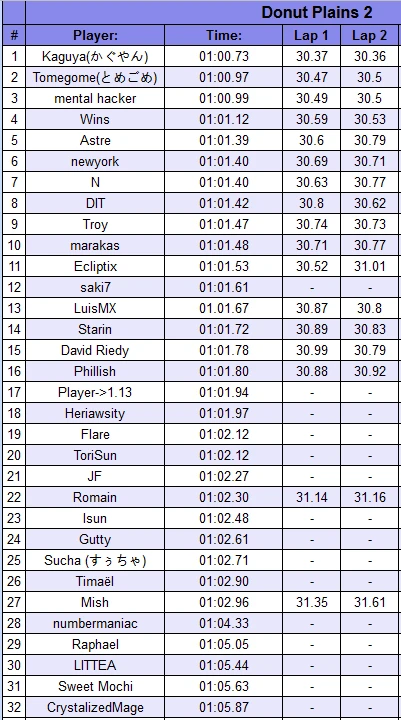 Donut Plains 2
# Player: Time: Lap 1 Lap 2
1 Kaguya(かぐやん) 01:00.73 30.37 30.36
2 Tomegome(とめごめ) 01:00.97 30.47 30.5
3 mental hacker 01:00.99 30.49 30.5
4 Wins 01:01.12 30.59 30.53
5 Astre 01:01.39 30.6 30.79
6 newyork 01:01.40 30.69 30.71
7 N 01:01.40 30.63 30.77
8 DIT 01:01.42 30.8 30.62
9 Troy 01:01.47 30.74 30.73
10 marakas 01:01.48 30.71 30.77
11 Ecliptix 01:01.53 30.52 31.01
12 saki7 01:01.61 - -
13 LuisMX 01:01.67 30.87 30.8
14 Starin 01:01.72 30.89 30.83
15 David Riedy 01:01.78 30.99 30.79
16 Phillish 01:01.80 30.88 30.92
17 Player->1.13 01:01.94 - -
18 Heriawsity 01:01.97 - -
19 Flare 01:02.12 - -
20 ToriSun 01:02.12 - -
21 JF 01:02.27 - -
22 Romain 01:02.30 31.14 31.16
23 Isun 01:02.48 - -
24 Gutty 01:02.61 - -
25 Sucha (すぅちゃ) 01:02.71 - -
26 Timaël 01:02.90 - -
27 Mish 01:02.96 31.35 31.61
28 numbermaniac 01:04.33 - -
29 Raphael 01:05.05 - -
30 LITTEA 01:05.44 - -
31 Sweet Mochi 01:05.63 - -
32 CrystalizedMage 01:05.87 - -